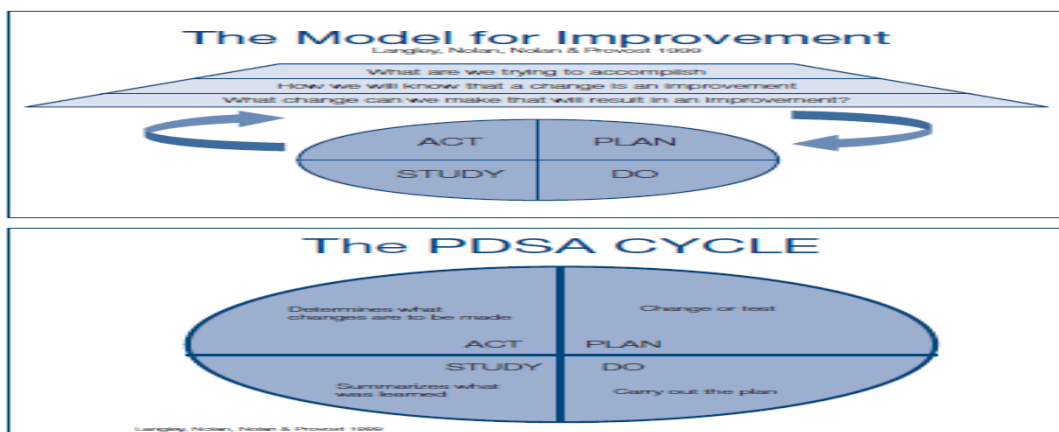 The Model for Improvement
Langley, Nolan, Nolan & Provost 1999
What are we trying to accomplish
How we will know that a change is an improvement
What change can we make that will result in an improvement?
ACT
PLAN
STUDY
DO
The PDSA CYCLE
Determines what
changes are to be made
Change or test
ACT
PLAN
STUDY
DO
Summarizes what
was learned
Carry out the plan
Langley, Nolan, Nolan & Provost 1999